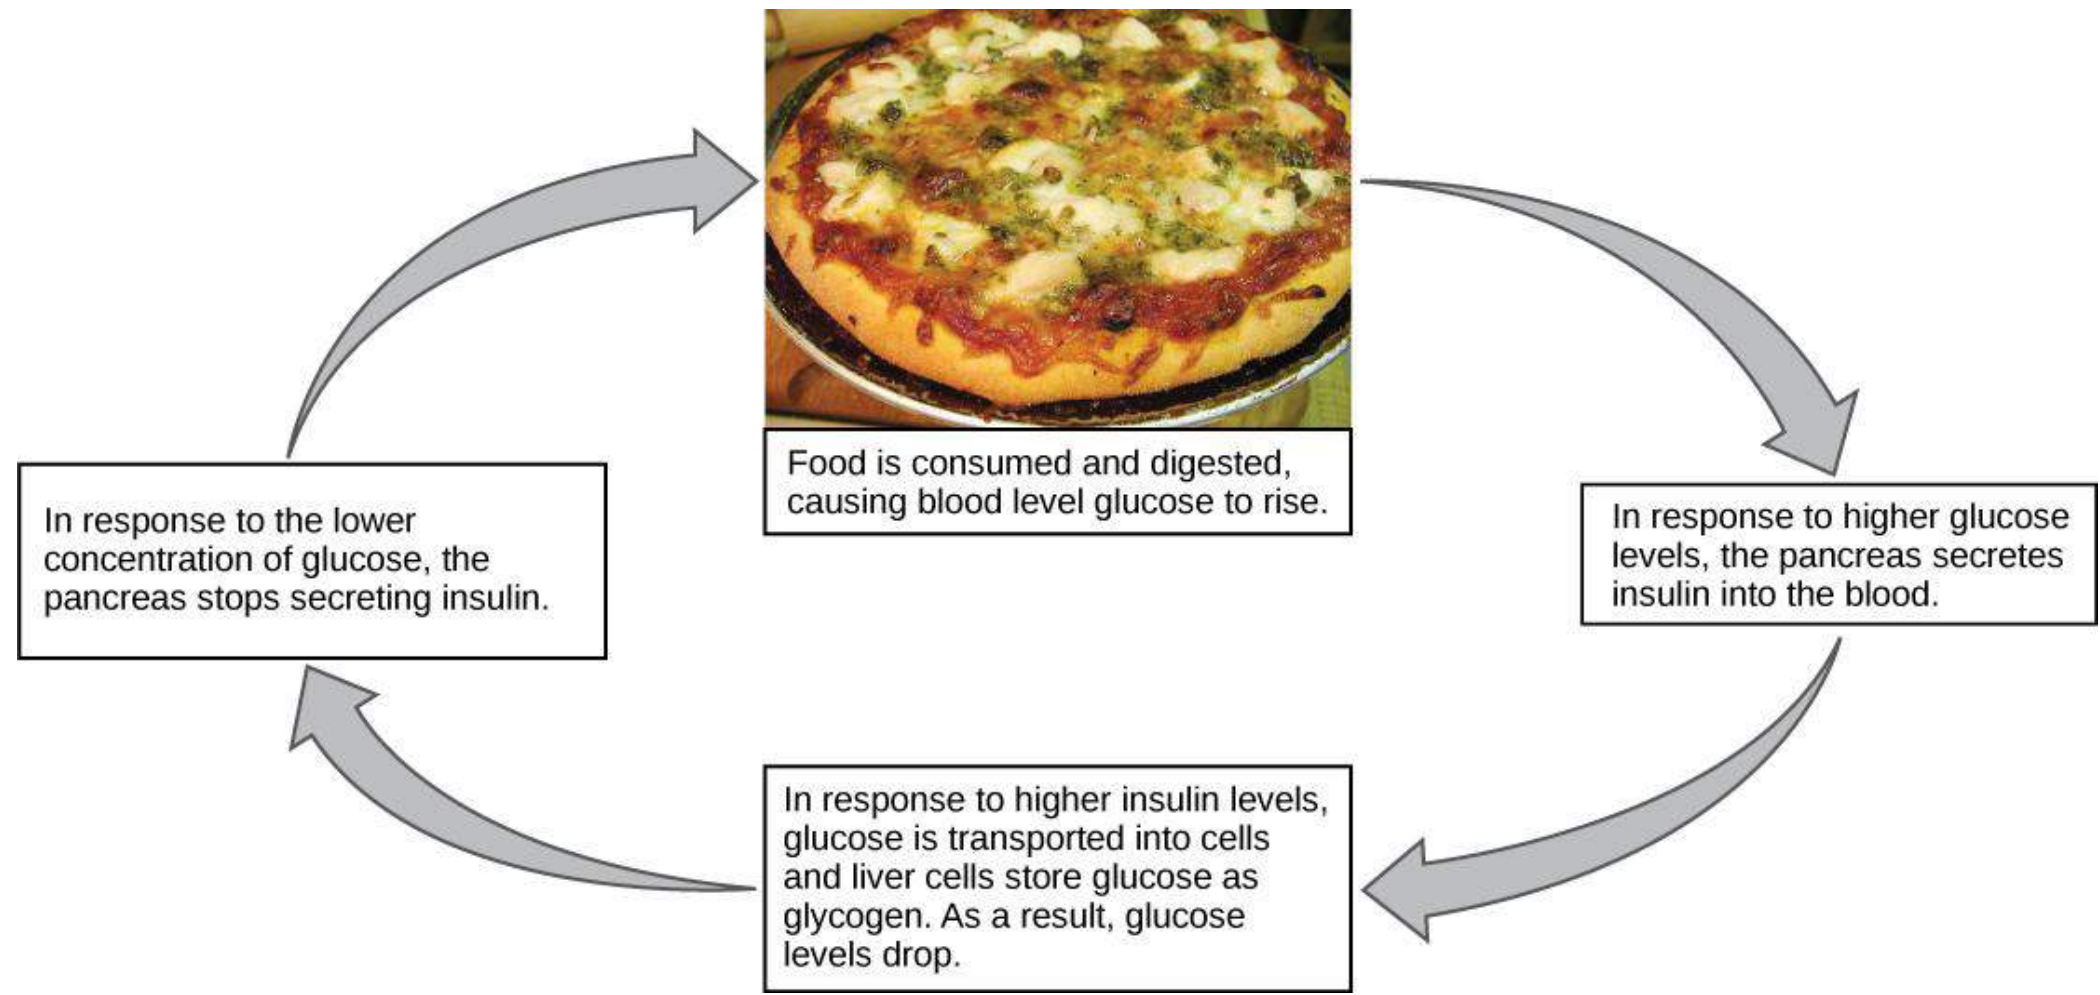 Food is consumed and digested,
causing blood level glucose to rise.
In response to higher glucose
levels, the pancreas secretes
insulin into the blood.
In response to higher insulin levels,
glucose is transported into cells
and liver cells store glucose as
glycogen. As a result, glucose
levels drop.
In response to the lower
concentration of glucose, the
pancreas stops secreting insulin.